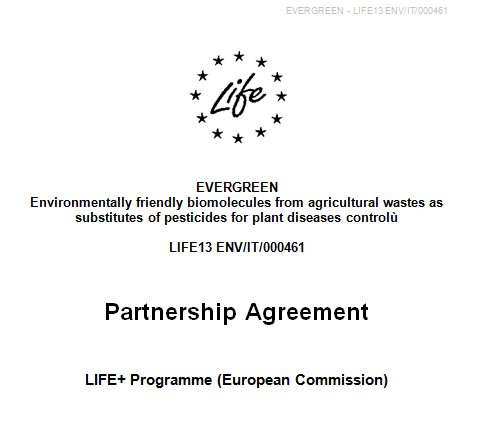 EVERGREEN - LIFE13 ENV/IT/000461
Life
EVERGREEN
Environmentally friendly biomolecules from agricultural wastes as
substitutes of pesticides for plant diseases controlù
LIFE13 ENV/IT/000461
Partnership Agreement
LIFE+ Programme (European Commission)